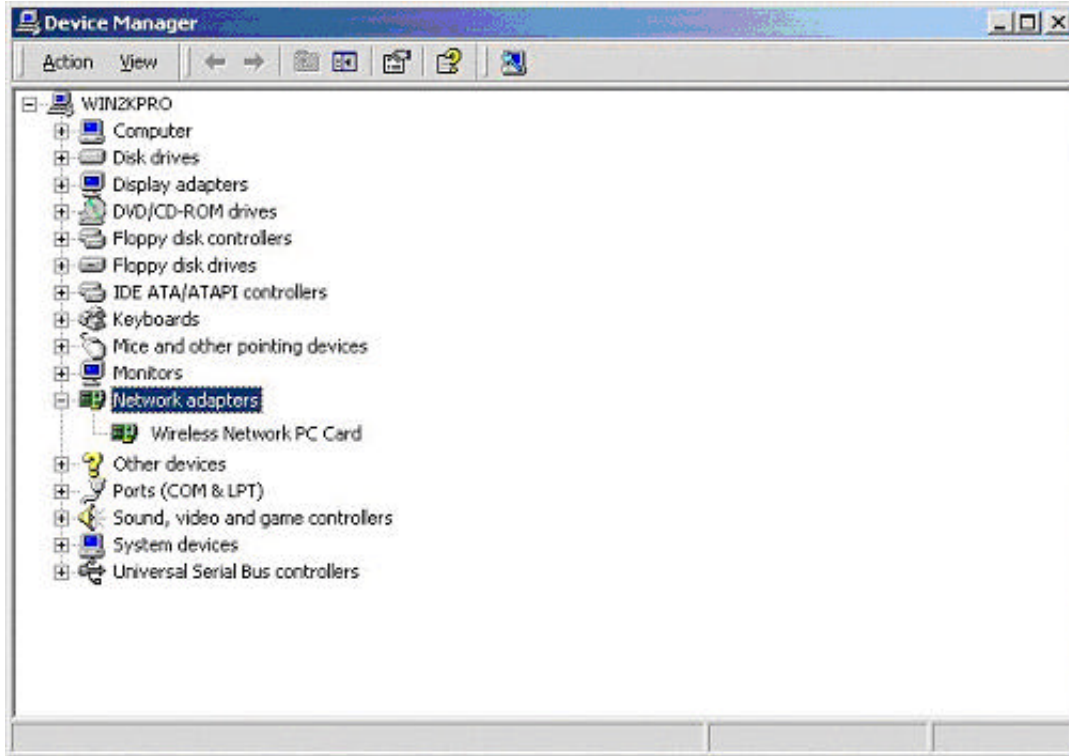 Device Manager
Action View
WIN2KPRO
Computer
Disk drives
Display adapters
DVD/CD-ROM drives
Floppy disk controllers
Floppy disk drives
IDE ATA/ATAPI controllers
Keyboards
Mice and other pointing devices
Monitors
Network adapters
Wireless Network PC Card
Other devices
Ports (COM & LPT)
Sound, video and game controllers
System devices
Universal Serial Bus controllers